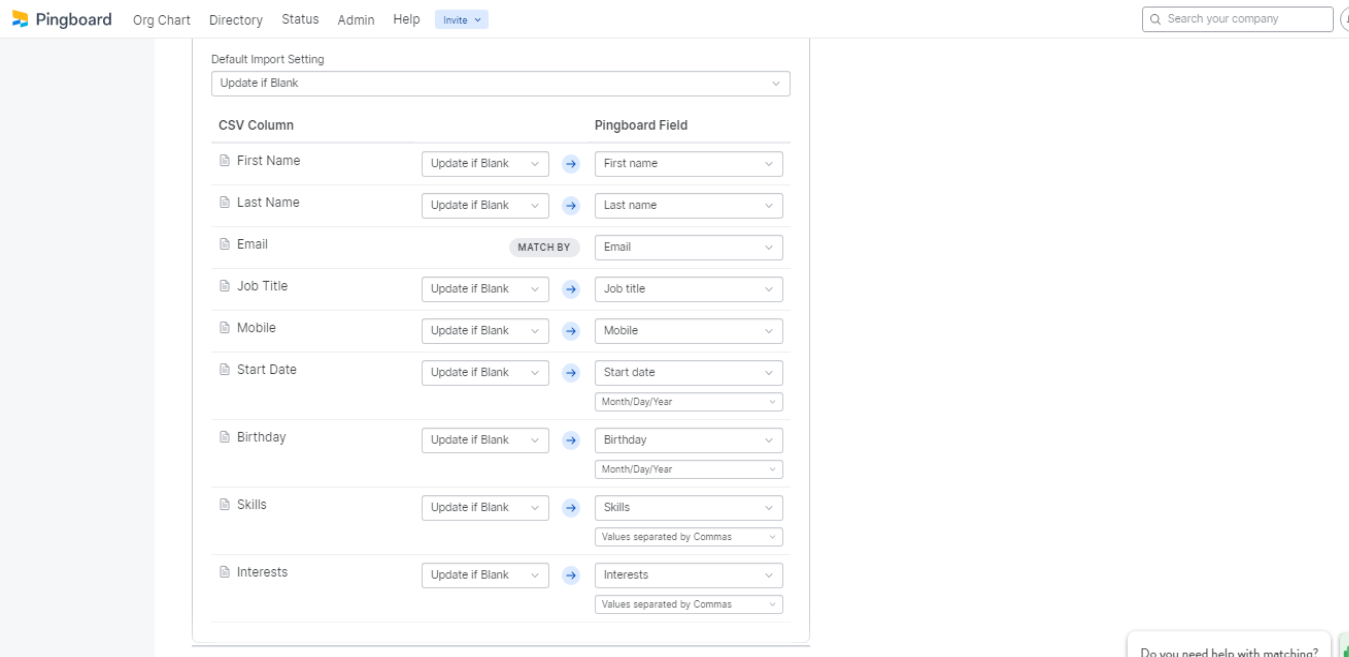 Pingboard Org Chart Directory Status Admin Help Invite Search your company
Default Import Setting
Update if Blank
CSV Column Pingboard Field
First Name Update if Blank First name
Last Name Update if Blank Last name
Email MATCH BY Email
Job Title Update if Blank Job title
Mobile Update if Blank Mobile
Start Date Update if Blank Start date
Month/Day/Year
Birthday Update if Blank Birthday
Month/Day/Year
Skills Update if Blank Skills
Values separated by Commas
Interests Update if Blank Interests
Values separated by Commas
Do you need help with matching?